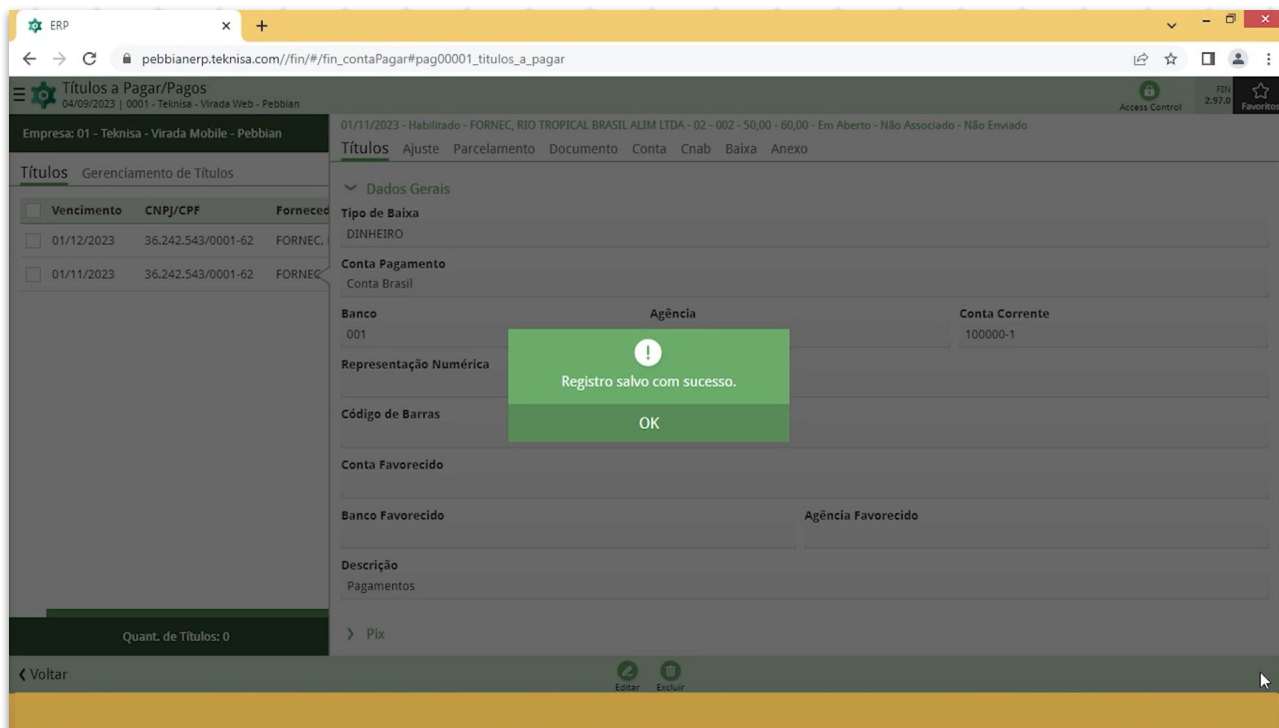 ERP
pebbianerp.teknisa.com//fin/#/fin_contaPagar#pag00001_titulos_a_pagar
Títulos a Pagar/Pagos
04/09/2023 | 0001 - Teknisa - Virada Web - Pebbian
Access Control
FIN
2.97.0
Favoritos
Empresa: 01 - Teknisa - Virada Mobile - Pebbian
01/11/2023 - Habilitado - FORNEC, RIO TROPICAL BRASIL ALIM LTDA - 02 - 002 - 50,00 - 60,00 - Em Aberto - Não Associado - Não Enviado
Títulos Ajuste Parcelamento Documento Conta Cnab Baixa Anexo
Títulos Gerenciamento de Títulos
Vencimento CNPJ/CPF Forneced
01/12/2023 36.242.543/0001-62 FORNEC,
01/11/2023 36.242.543/0001-62 FORNEC
Dados Gerais
Tipo de Baixa
DINHEIRO
Conta Pagamento
Conta Brasil
Banco Agência Conta Corrente
001 100000-1
Representação Numérica
Registro salvo com sucesso.
OK
Código de Barras
Conta Favorecido
Banco Favorecido Agência Favorecido
Descrição
Pagamentos
Pix
Quant. de Títulos: 0
Voltar
Editar Excluir